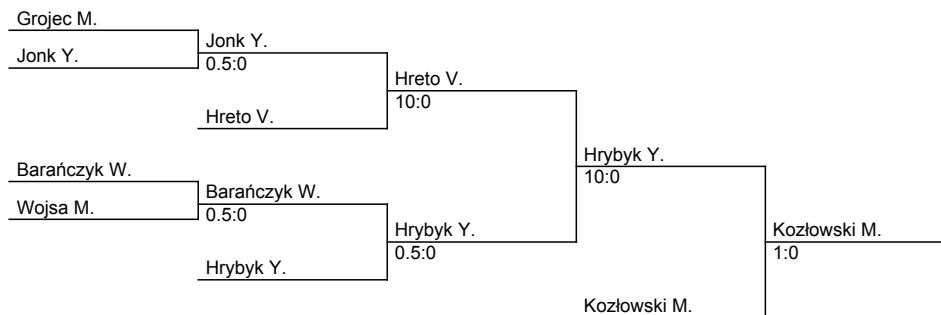 Grojec M.
Jonk Y.
Jonk Y.
0.5:0
Hreto V.
10:0
Hreto V.
Hrybyk Y.
10:0
Barańczyk W.
Wojsa M.
Barańczyk W.
0.5:0
Hrybyk Y.
0.5:0
Hrybyk Y.
Kozłowski M.
1:0
Kozłowski M.